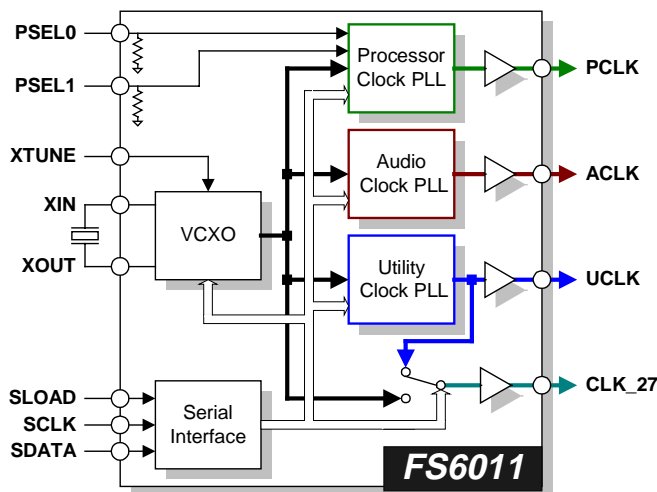 PSEL0
PSEL1
XTUNE
XIN
XOUT
SLOAD
SCLK
SDATA
VCXO
Serial
Interface
Processor
Clock PLL
Audio
Clock PLL
Utility
Clock PLL
PCLK
ACLK
UCLK
CLK_27
FS6011